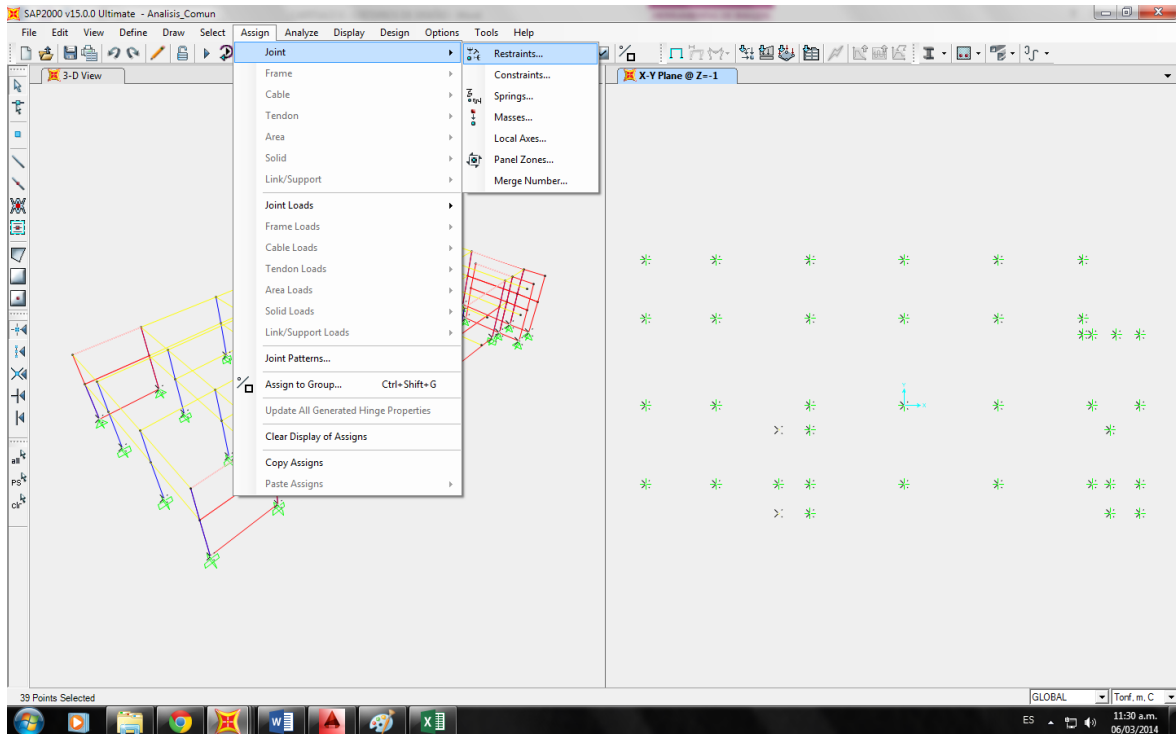 SAP2000 v15.0.0 Ultimate - Analisis_Comun
File Edit View Define Draw Select Assign Analyze Display Design Options Tools Help
3-D View
X-Y Plane @ Z=-1
Joint
Frame
Cable
Tendon
Area
Solid
Link/Support
Joint Loads
Frame Loads
Cable Loads
Tendon Loads
Area Loads
Solid Loads
Link/Support Loads
Joint Patterns...
Assign to Group... Ctrl+Shift+G
Update All Generated Hinge Properties
Clear Display of Assigns
Copy Assigns
Paste Assigns
Restraints...
Constraints...
Springs...
Masses...
Local Axes...
Panel Zones...
Merge Number...
all
PS
clr
39 Points Selected
GLOBAL
Tonf, m, C
ES
11:30 a.m.
06/03/2014